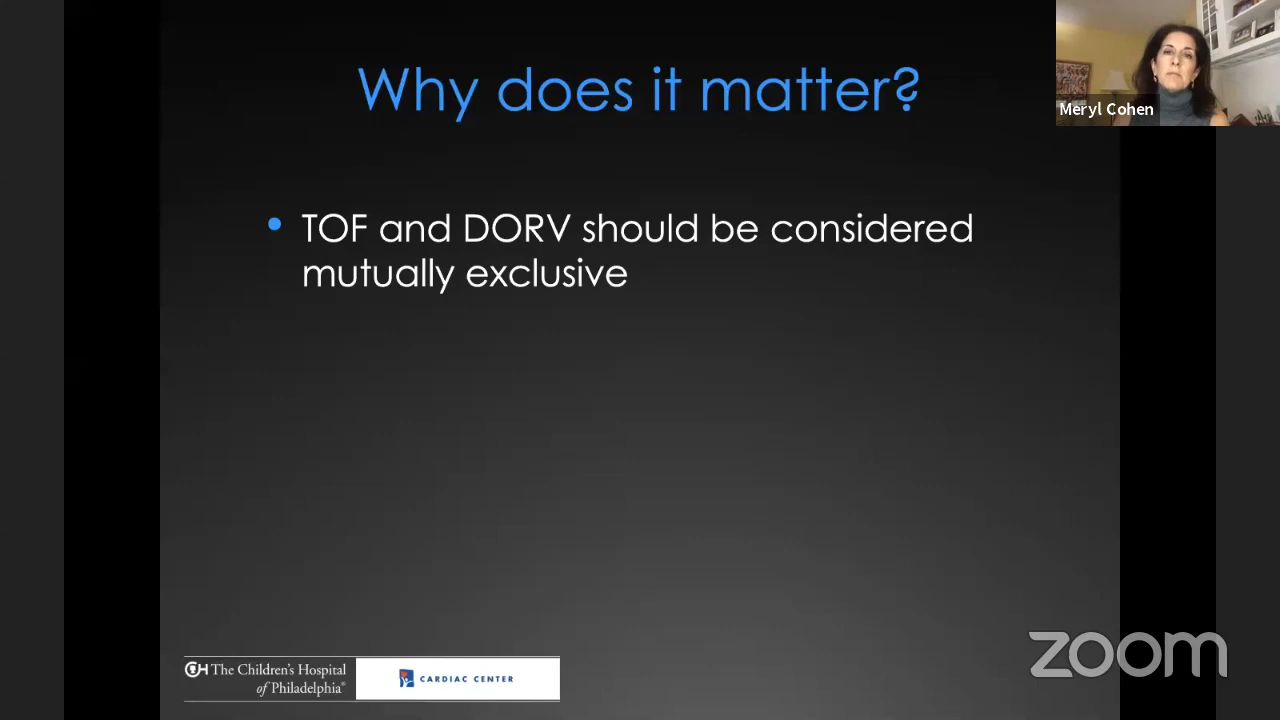 Why does it matter?
Meryl Cohen
• TOF and DORV should be considered
mutually exclusive
The Children's Hospital
of Philadelphia®
CARDIAC CENTER
zoom